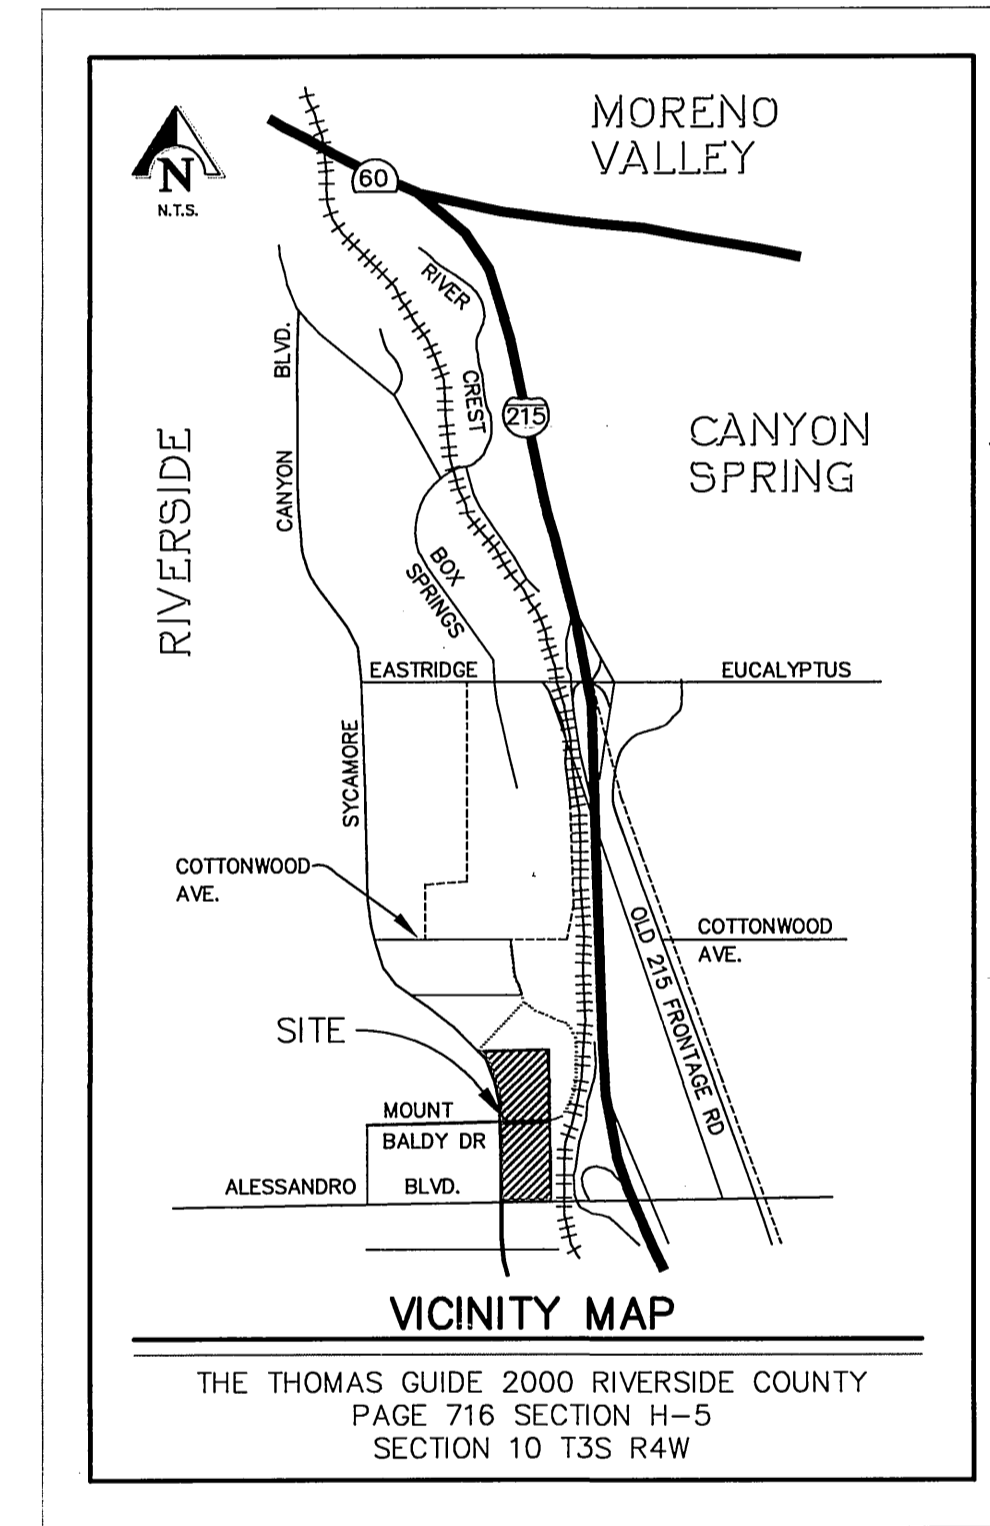 MORENO
VALLEY
N
N.T.S.
60
RIVER
CREST
BLVD.
CANYON
SYCAMORE
215
CANYON
SPRING
RIVERSIDE
BOX
SPRINGS
EASTRIDGE
EUCALYPTUS
COTTONWOOD
AVE.
OLD 215 FRONTAGE RD
COTTONWOOD
AVE.
SITE
MOUNT
BALDY DR
ALESSANDRO BLVD.
VICINITY MAP
THE THOMAS GUIDE 2000 RIVERSIDE COUNTY
PAGE 716 SECTION H-5
SECTION 10 T3S R4W